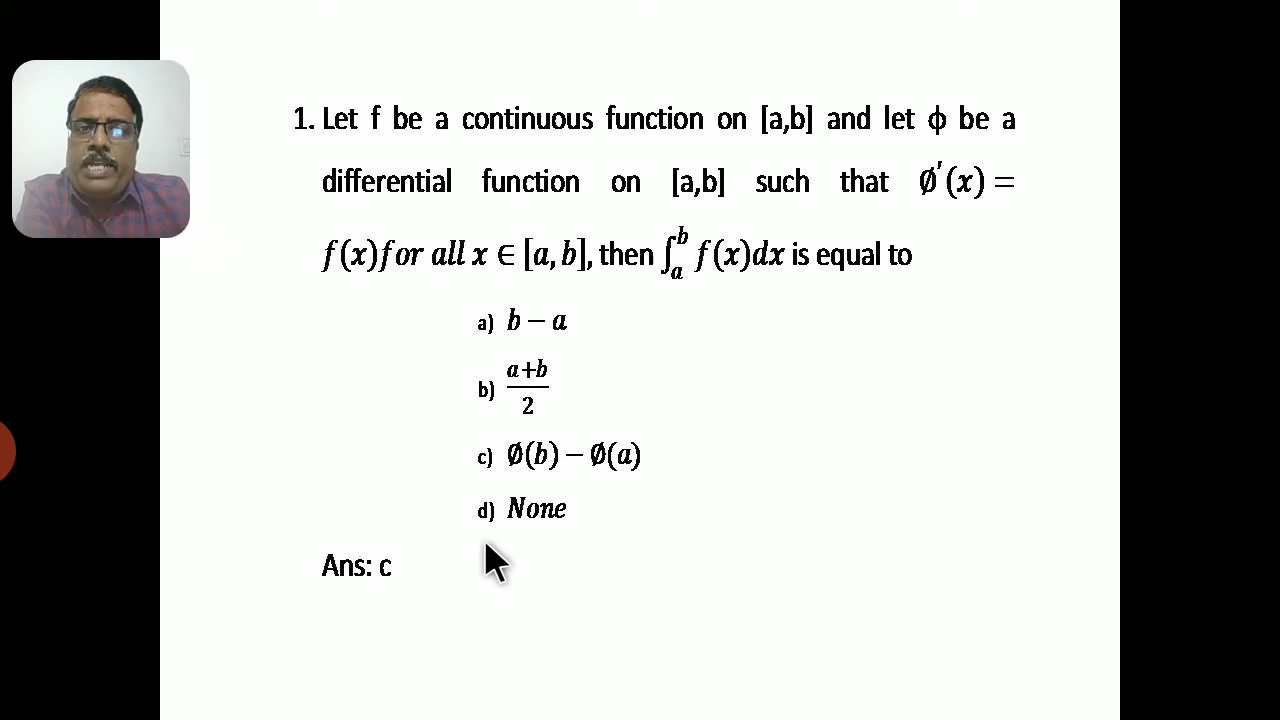 1. Let f be a continuous function on [a,b] and let ϕ be a
differential function on [a,b] such that ∅′(x) =
f(x)for all x ∈ [a, b], then ∫_a^b f(x)dx is equal to
a) b − a
b) a+b/2
c) ∅(b) − ∅(a)
d) None
Ans: c